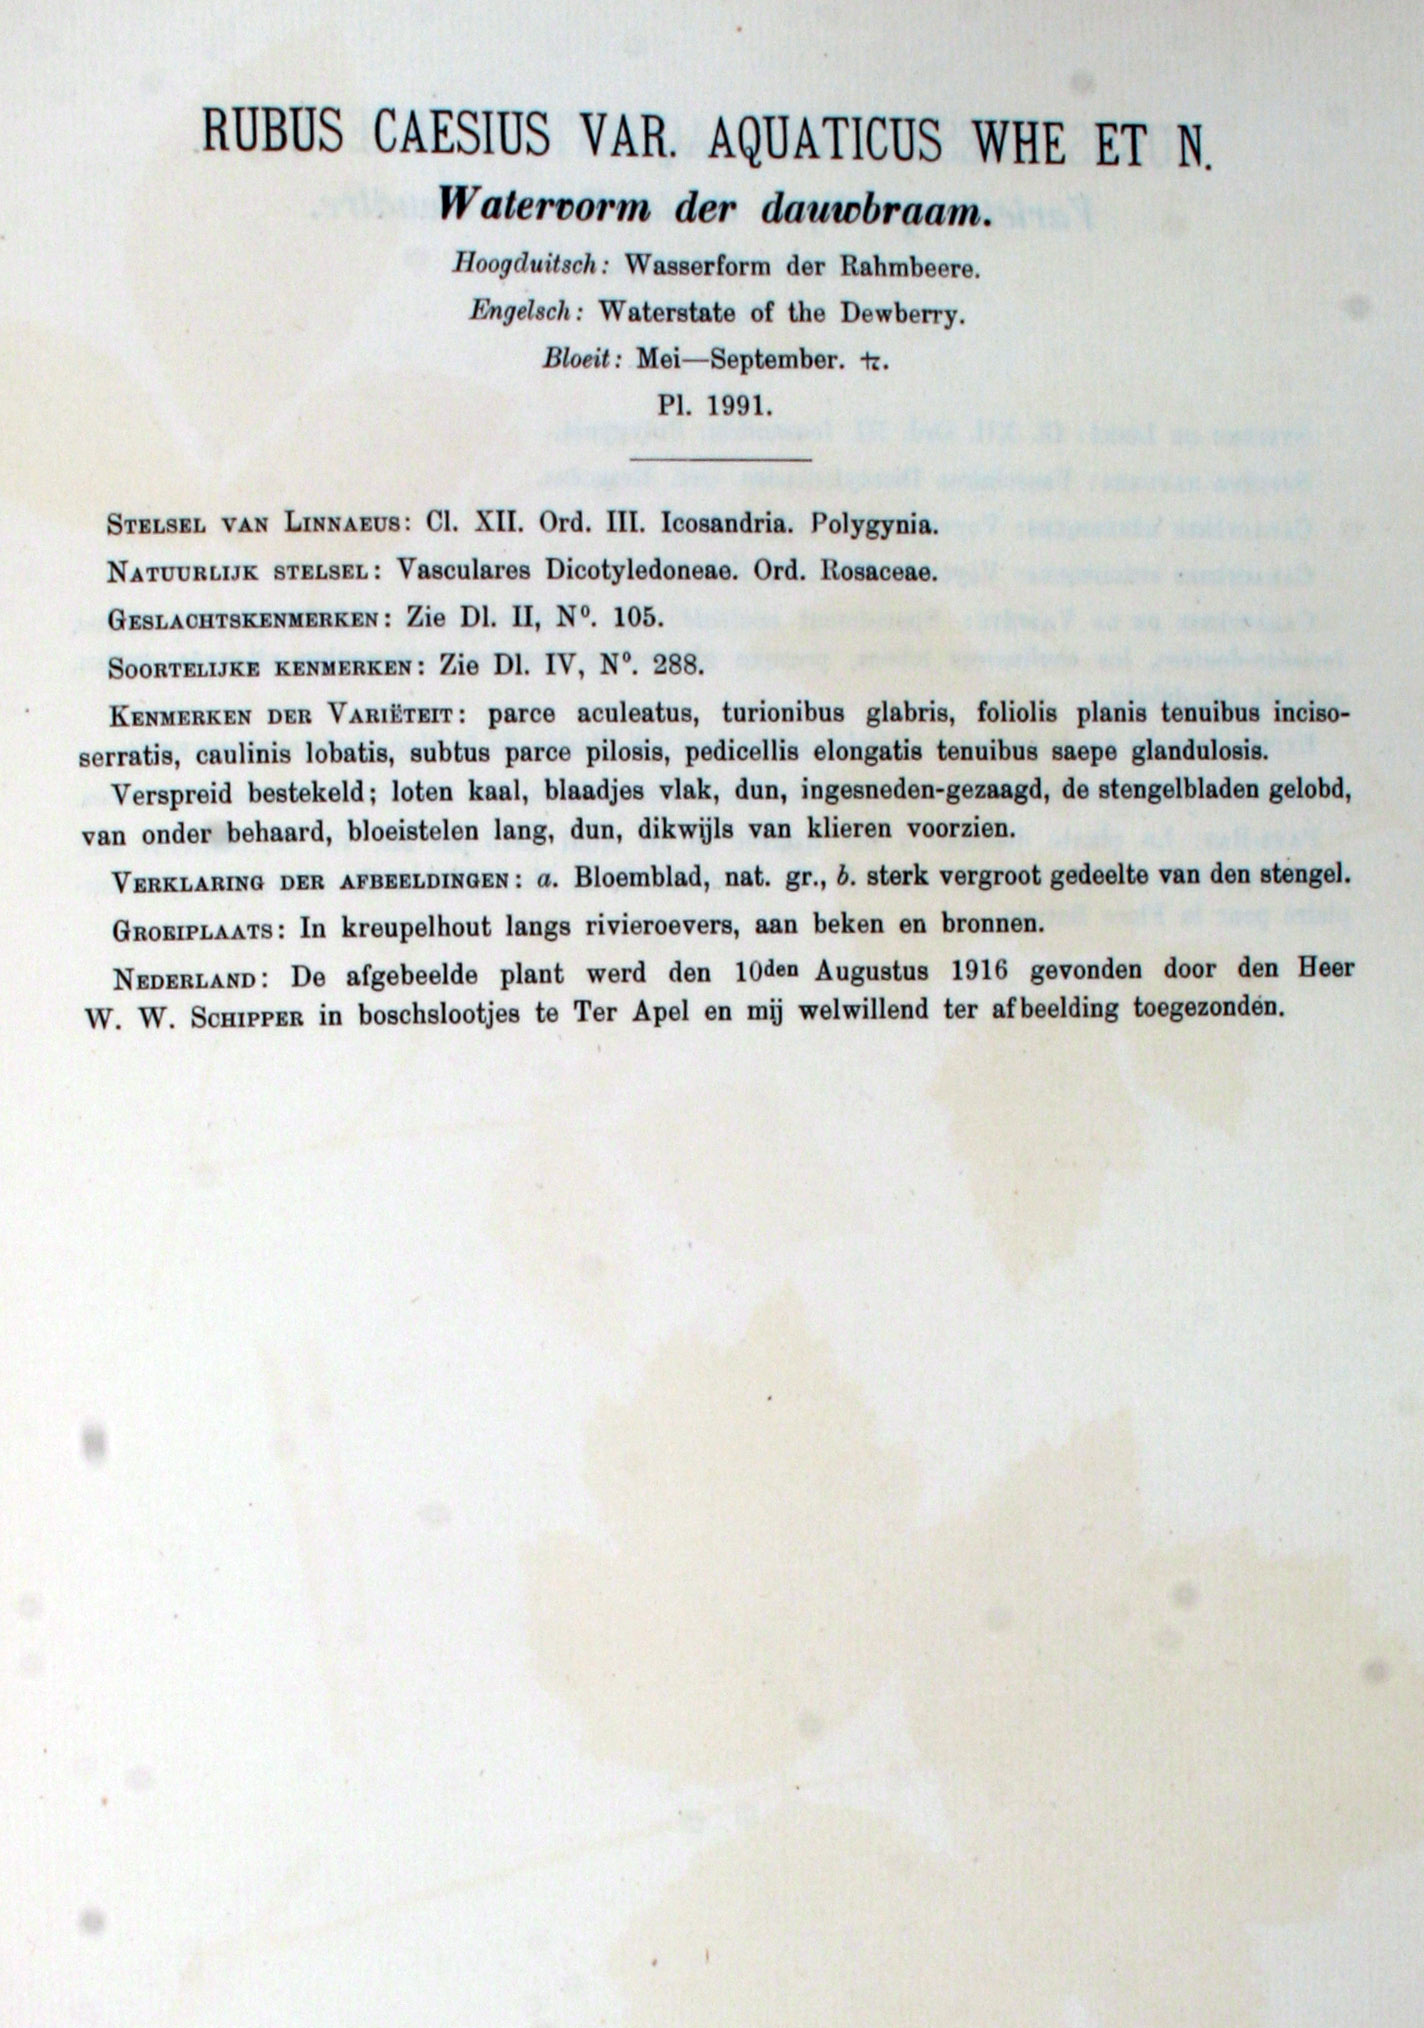 RUBUS CAESIUS VAR. AQUATICUS WHE ET N.
Watervorm der dauwbraam.
Hoogduitsch: Wasserform der Rahmbeere.
Engelsch: Waterstate of the Dewberry.
Bloeit: Mei—September. ♄.
Pl. 1991.
STELSEL VAN LINNAEUS: Cl. XII. Ord. III. Icosandria. Polygynia.
NATUURLIJK STELSEL: Vasculares Dicotyledoneae. Ord. Rosaceae.
GESLACHTSKENMERKEN: Zie Dl. II, Nº. 105.
SOORTELIJKE KENMERKEN: Zie Dl. IV, Nº. 288.
KENMERKEN DER VARIËTEIT: parce aculeatus, turionibus glabris, foliolis planis tenuibus inciso-
serratis, caulinis lobatis, subtus parce pilosis, pedicellis elongatis tenuibus saepe glandulosis.
Verspreid bestekeld; loten kaal, blaadjes vlak, dun, ingesneden-gezaagd, de stengelbladen gelobd,
van onder behaard, bloeistelen lang, dun, dikwijls van klieren voorzien.
VERKLARING DER AFBEELDINGEN: a. Bloemblad, nat. gr., b. sterk vergroot gedeelte van den stengel.
GROEIPLAATS: In kreupelhout langs rivieroevers, aan beken en bronnen.
NEDERLAND: De afgebeelde plant werd den 10den Augustus 1916 gevonden door den Heer
W. W. SCHIPPER in boschslootjes te Ter Apel en mij welwillend ter afbeelding toegezonden.